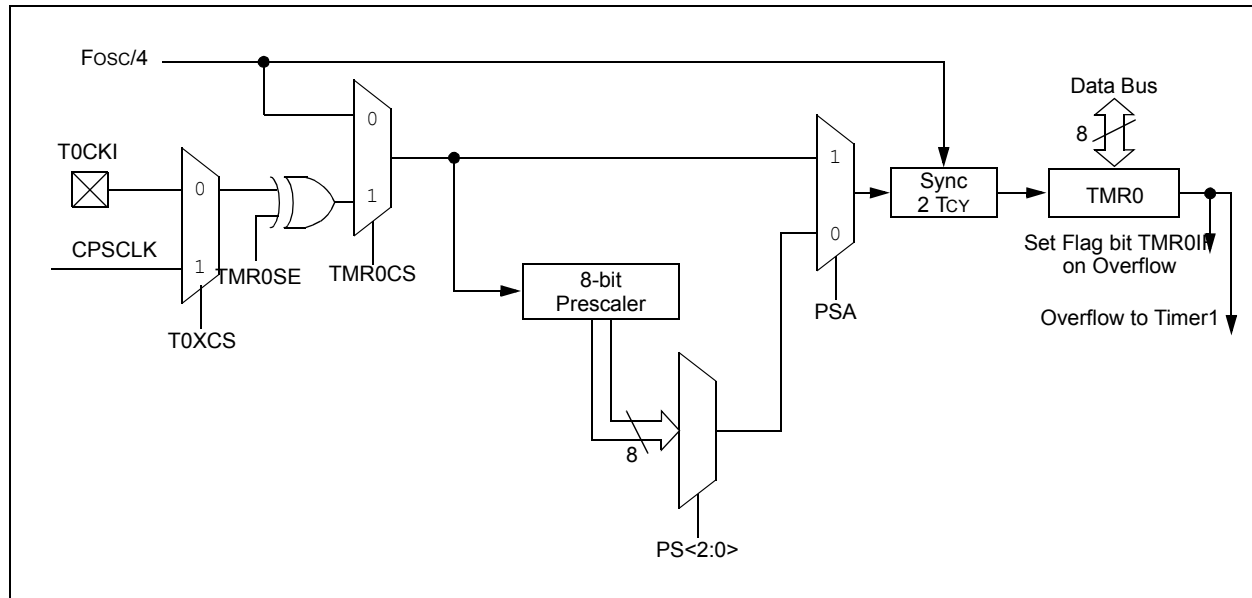 FOSC/4
Data Bus
8
T0CKI
0
1
0
1
0
1
Sync
2 TCY
TMR0
CPSCLK
TMR0SE
TMR0CS
T0XCS
8-bit
Prescaler
PSA
Set Flag bit TMR0IF
on Overflow
Overflow to Timer1
8
PS<2:0>